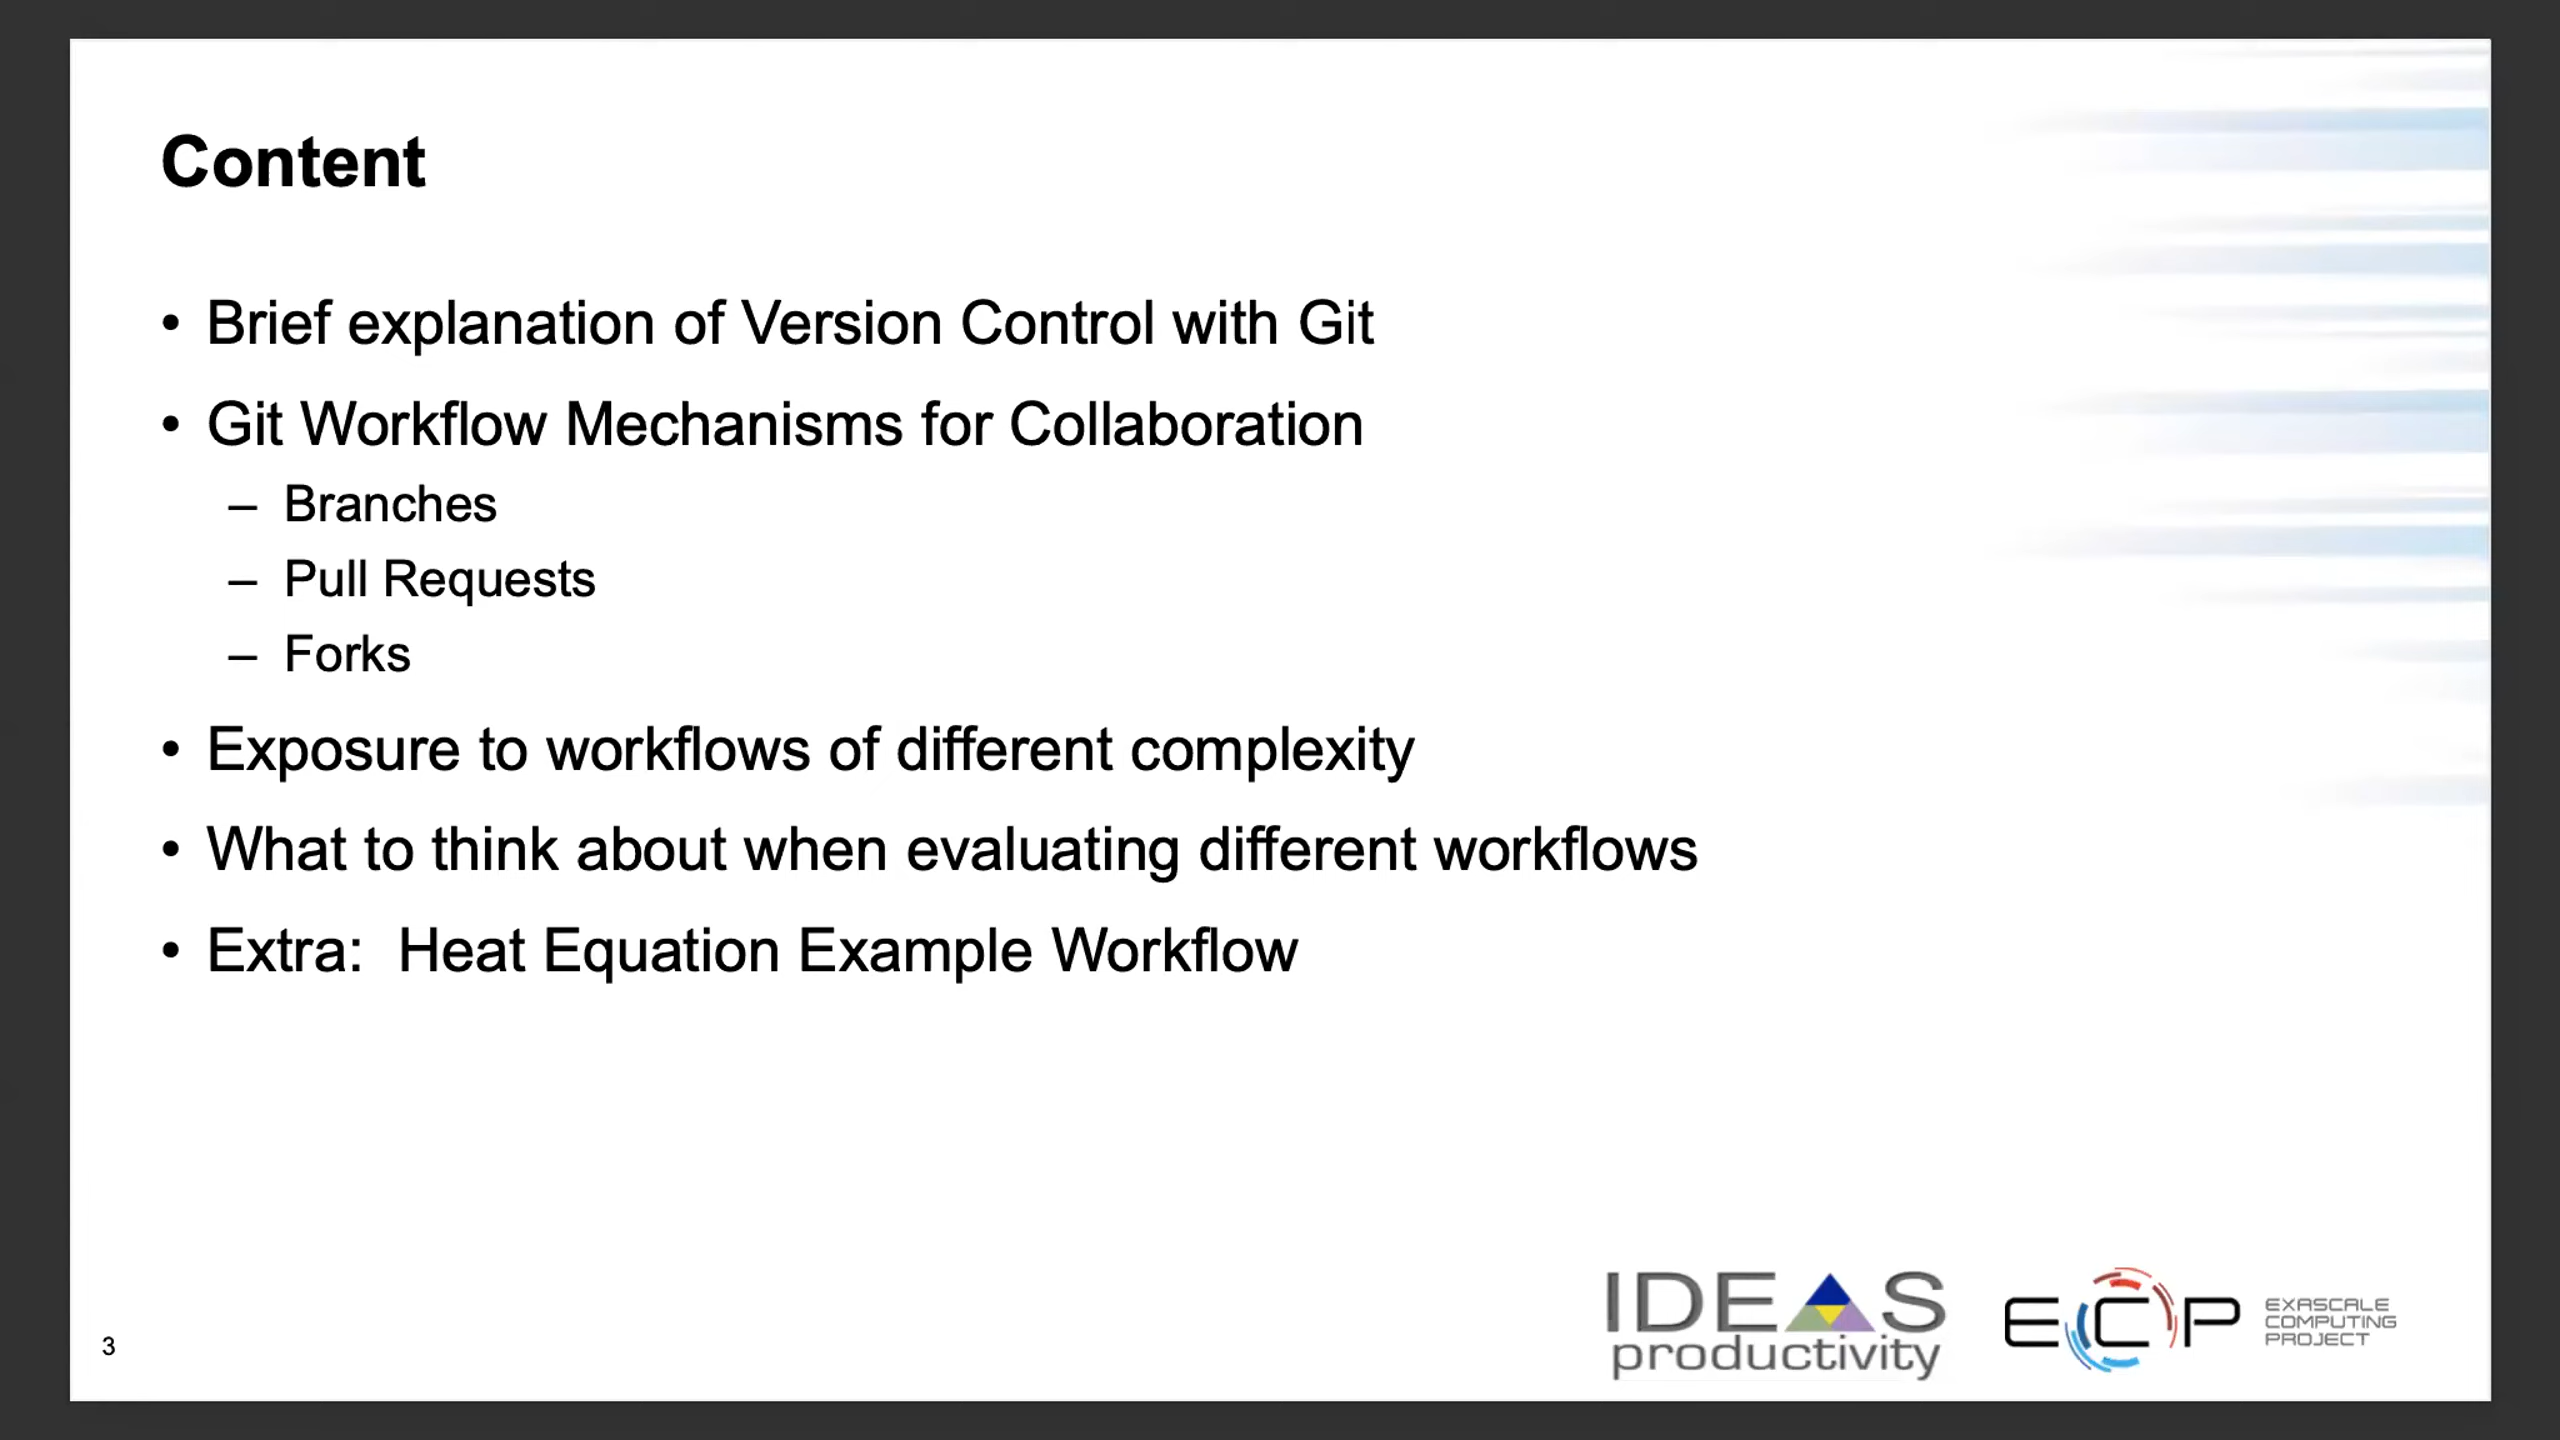 Content
• Brief explanation of Version Control with Git
• Git Workflow Mechanisms for Collaboration
– Branches
– Pull Requests
– Forks
• Exposure to workflows of different complexity
• What to think about when evaluating different workflows
• Extra:  Heat Equation Example Workflow
3
IDEAS
productivity
ECP
EXASCALE
COMPUTING
PROJECT